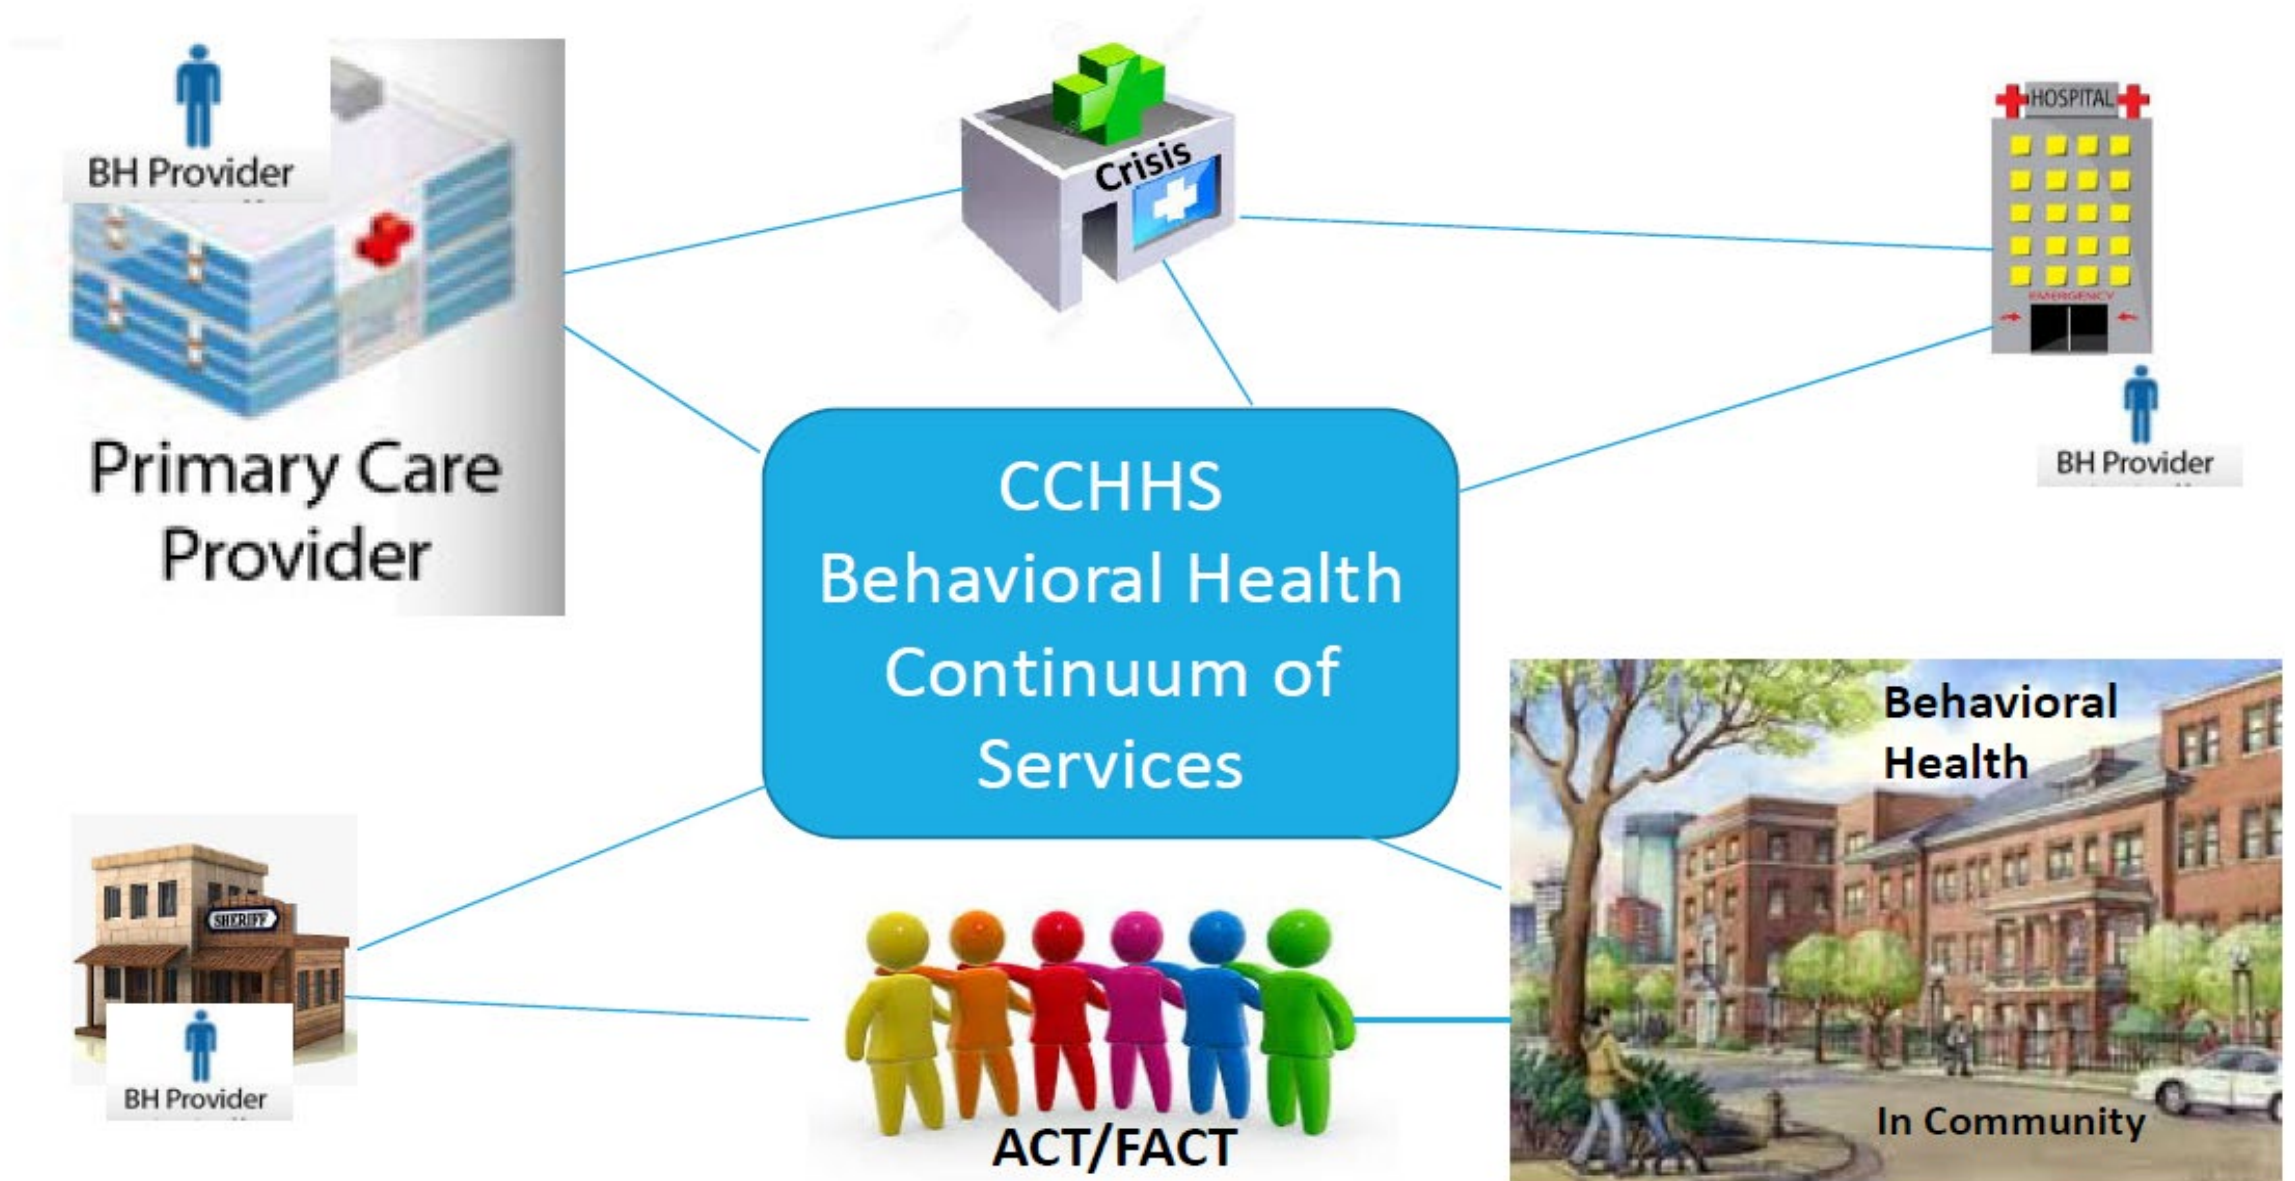 BH Provider
Primary Care
Provider
Crisis
HOSPITAL
EMERGENCY
BH Provider
CCHHS
Behavioral Health
Continuum of
Services
SHERIFF
BH Provider
ACT/FACT
Behavioral
Health
In Community